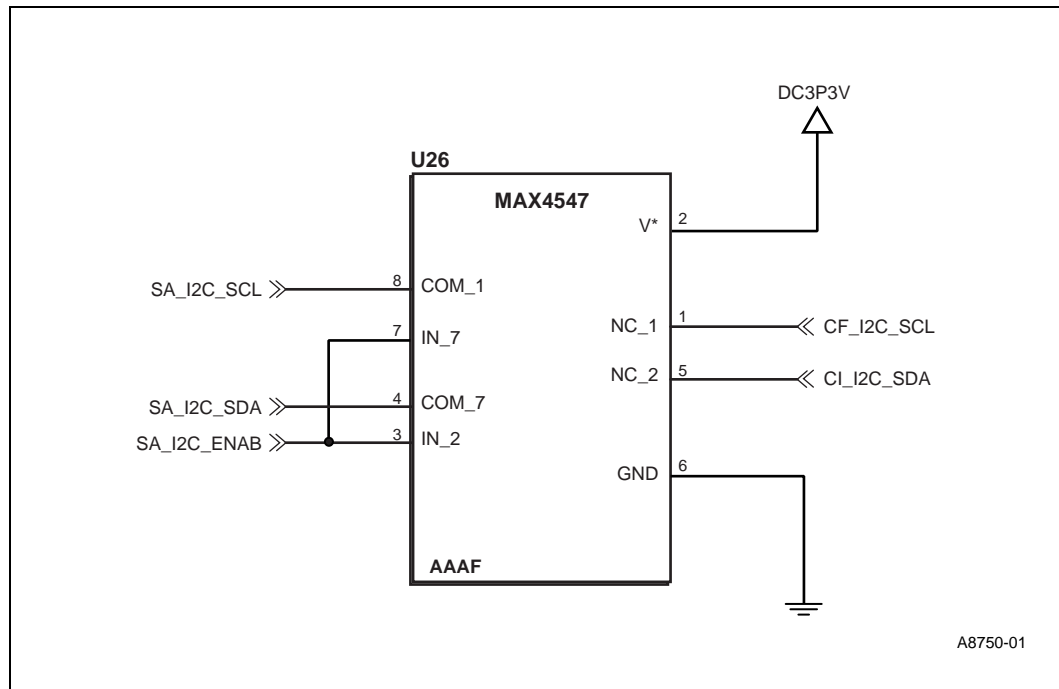 DC3P3V
U26
MAX4547
V* 2
SA_I2C_SCL 8 COM_1
7 IN_7
NC_1 1 CF_I2C_SCL
NC_2 5 CI_I2C_SDA
SA_I2C_SDA 4 COM_7
SA_I2C_ENAB 3 IN_2
GND 6
AAAF
A8750-01